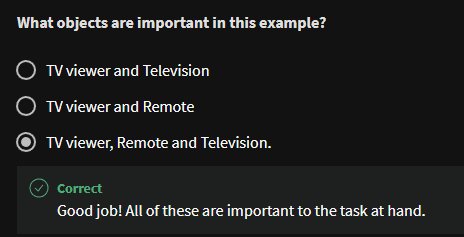 What objects are important in this example?
TV viewer and Television
TV viewer and Remote
TV viewer, Remote and Television.
Correct
Good job! All of these are important to the task at hand.